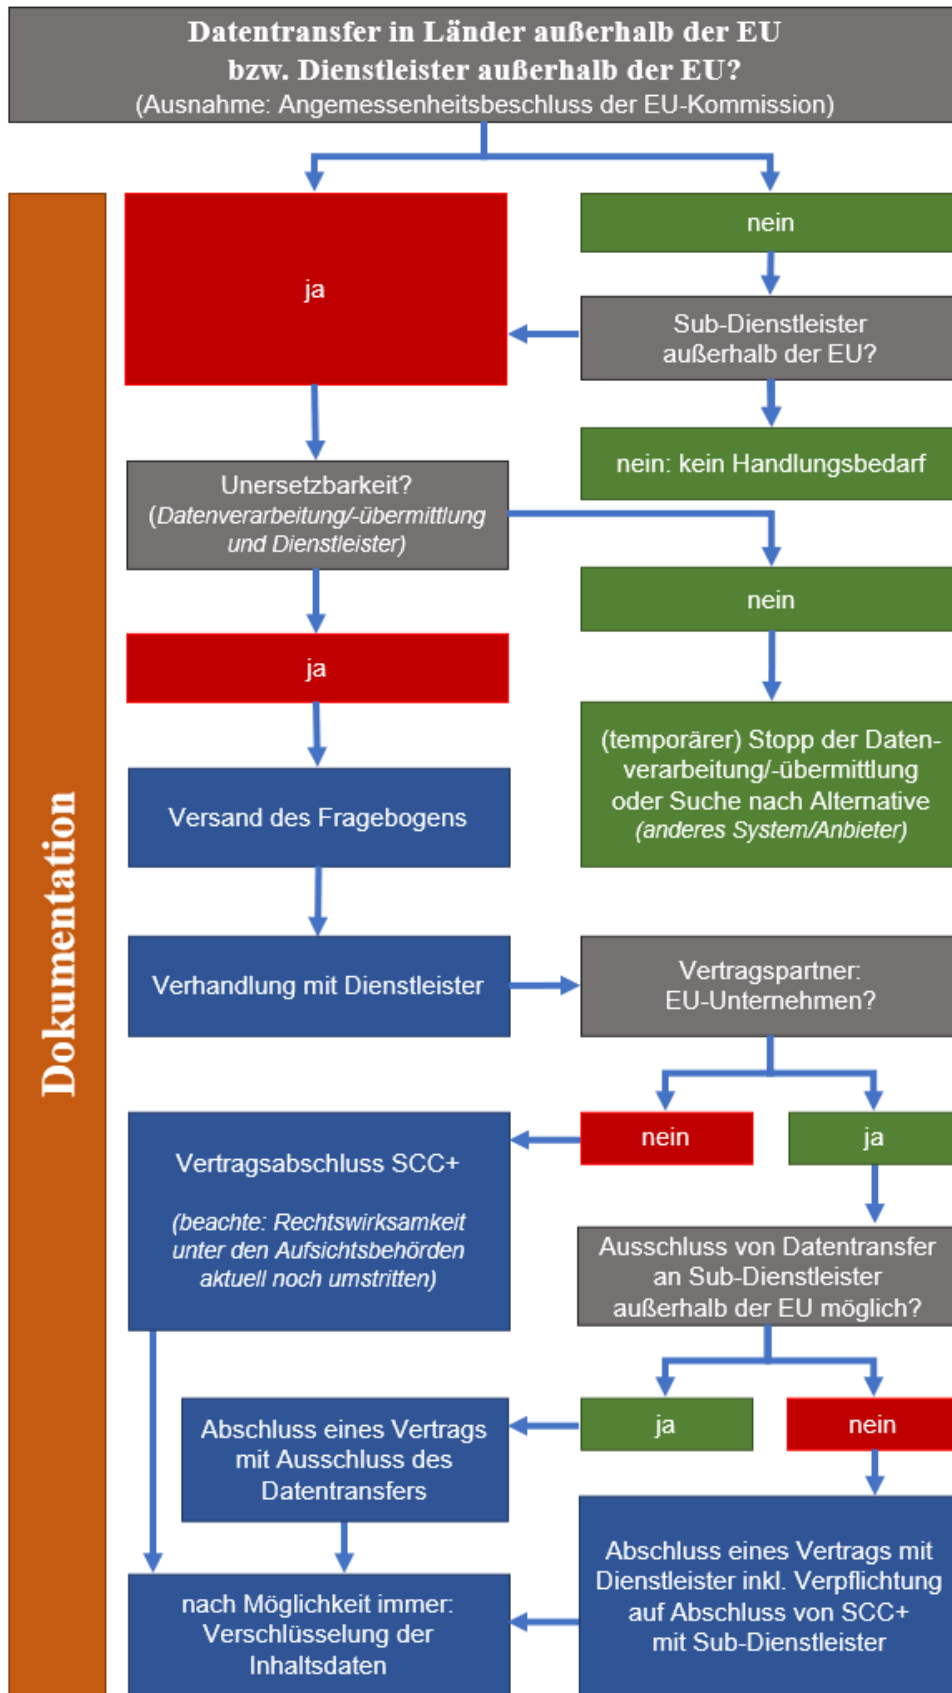 Datentransfer in Länder außerhalb der EU
bzw. Dienstleister außerhalb der EU?
(Ausnahme: Angemessenheitsbeschluss der EU-Kommission)
Dokumentation
ja
nein
Sub-Dienstleister
außerhalb der EU?
nein: kein Handlungsbedarf
Unersetzbarkeit?
(Datenverarbeitung/-übermittlung
und Dienstleister)
nein
ja
(temporärer) Stopp der Daten-
verarbeitung/-übermittlung
oder Suche nach Alternative
(anderes System/Anbieter)
Versand des Fragebogens
Verhandlung mit Dienstleister
Vertragspartner:
EU-Unternehmen?
nein
ja
Vertragsabschluss SCC+
(beachte: Rechtswirksamkeit
unter den Aufsichtsbehörden
aktuell noch umstritten)
Ausschluss von Datentransfer
an Sub-Dienstleister
außerhalb der EU möglich?
ja
nein
Abschluss eines Vertrags
mit Ausschluss des
Datentransfers
Abschluss eines Vertrags mit
Dienstleister inkl. Verpflichtung
auf Abschluss von SCC+
mit Sub-Dienstleister
nach Möglichkeit immer:
Verschlüsselung der
Inhaltsdaten